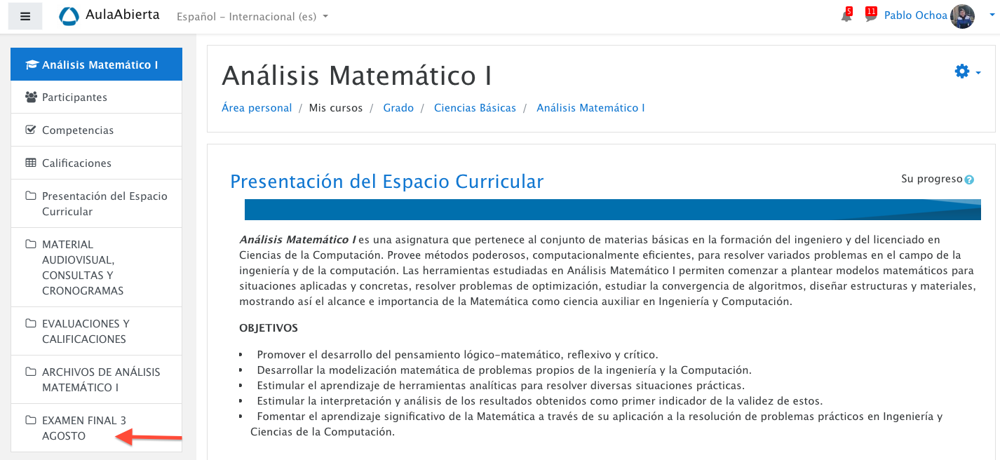 AulaAbierta
Español - Internacional (es)
5
11
Pablo Ochoa
Análisis Matemático I
Participantes
Competencias
Calificaciones
Presentación del Espacio
Curricular
MATERIAL
AUDIOVISUAL,
CONSULTAS Y
CRONOGRAMAS
EVALUACIONES Y
CALIFICACIONES
ARCHIVOS DE ANÁLISIS
MATEMÁTICO I
EXAMEN FINAL 3
AGOSTO
Análisis Matemático I
Área personal / Mis cursos / Grado / Ciencias Básicas / Análisis Matemático I
Presentación del Espacio Curricular
Su progreso ?
Análisis Matemático I es una asignatura que pertenece al conjunto de materias básicas en la formación del ingeniero y del licenciado en
Ciencias de la Computación. Provee métodos poderosos, computacionalmente eficientes, para resolver variados problemas en el campo de la
ingeniería y de la computación. Las herramientas estudiadas en Análisis Matemático I permiten comenzar a plantear modelos matemáticos para
situaciones aplicadas y concretas, resolver problemas de optimización, estudiar la convergencia de algoritmos, diseñar estructuras y materiales,
mostrando así el alcance e importancia de la Matemática como ciencia auxiliar en Ingeniería y Computación.
OBJETIVOS
• Promover el desarrollo del pensamiento lógico-matemático, reflexivo y crítico.
• Desarrollar la modelización matemática de problemas propios de la ingeniería y la Computación.
• Estimular el aprendizaje de herramientas analíticas para resolver diversas situaciones prácticas.
• Estimular la interpretación y análisis de los resultados obtenidos como primer indicador de la validez de estos.
• Fomentar el aprendizaje significativo de la Matemática a través de su aplicación a la resolución de problemas prácticos en Ingeniería y
Ciencias de la Computación.